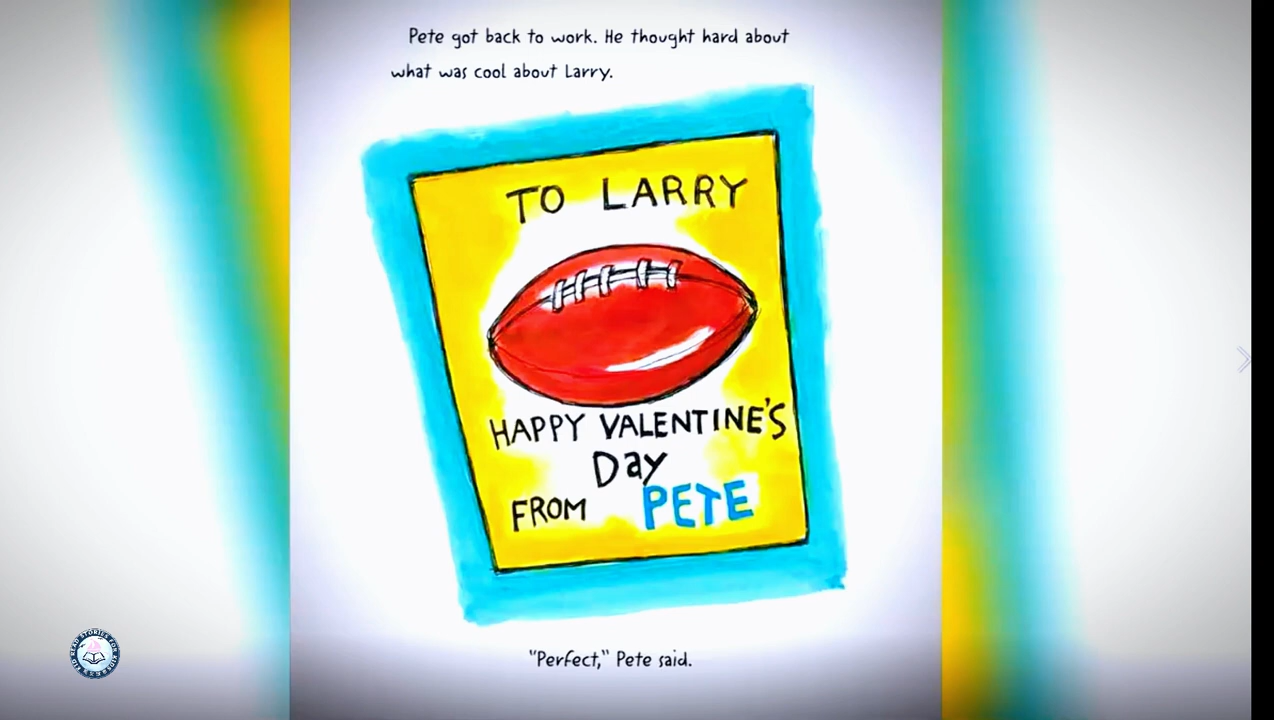 Pete got back to work. He thought hard about
what was cool about Larry.
TO LARRY
HAPPY VALENTINE'S
Day
FROM PETE
"Perfect," Pete said.